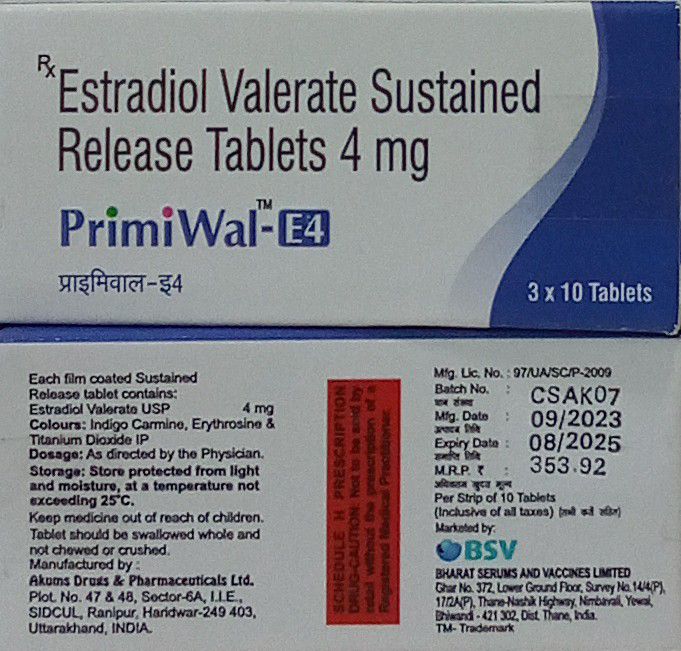 Rx Estradiol Valerate Sustained
Release Tablets 4 mg
PrimiWal-E4™
प्राइमिवाल-इ4
3 x 10 Tablets
Each film coated Sustained
Release tablet contains:
Estradiol Valerate USP 4 mg
Colours: Indigo Carmine, Erythrosine &
Titanium Dioxide IP
Dosage: As directed by the Physician.
Storage: Store protected from light
and moisture, at a temperature not
exceeding 25°C.
Keep medicine out of reach of children.
Tablet should be swallowed whole and
not chewed or crushed.
Manufactured by :
Akums Drugs & Pharmaceuticals Ltd.
Plot. No. 47 & 48, Sector-6A, I.I.E.,
SIDCUL, Ranipur, Haridwar-249 403,
Uttarakhand, INDIA.
SCHEDULE H PRESCRIPTION
DRUG-CAUTION: Not to be sold by
retail without the prescription of a
Registered Medical Practitioner.
Mfg. Lic. No. : 97/UA/SC/P-2009
Batch No. : CSAK07
Mfg. Date : 09/2023
Expiry Date : 08/2025
M.R.P. ₹ : 353.92
अधिकतम खुदरा मूल्य
Per Strip of 10 Tablets
(Inclusive of all taxes) (सभी करों सहित)
Marketed by:
BSV
BHARAT SERUMS AND VACCINES LIMITED
Ghar No. 372, Lower Ground Floor, Survey No.14/4(P),
17/2A(P), Thane-Nashik Highway, Nimbavali, Yewai,
Bhiwandi - 421 302, Dist. Thane, India.
TM- Trademark